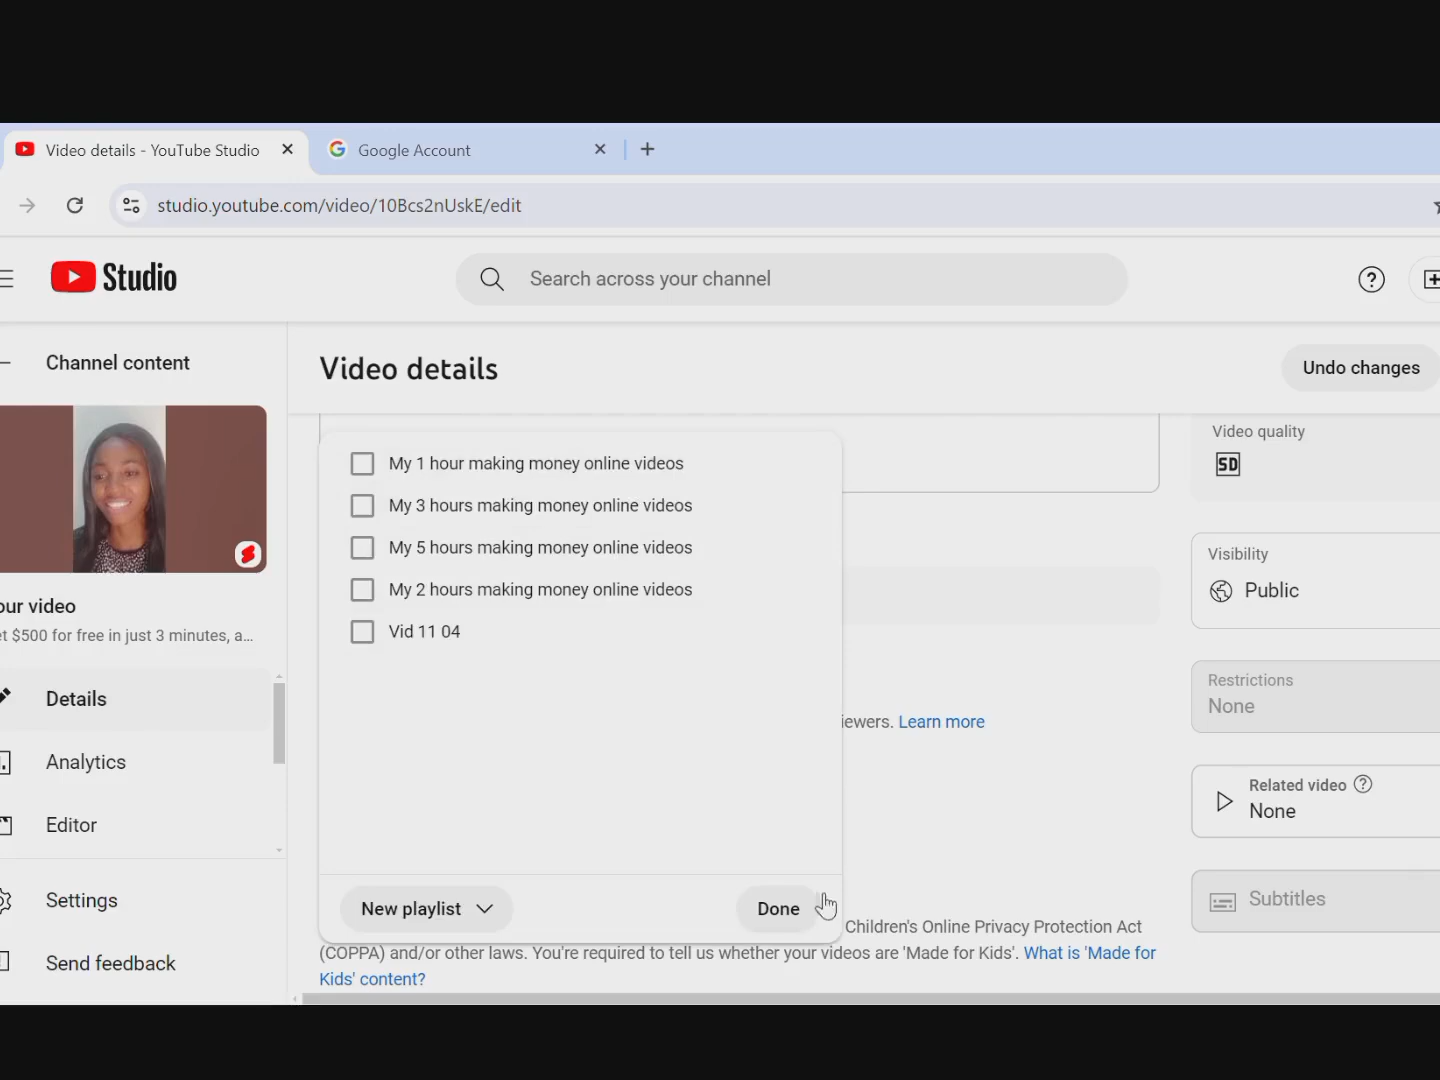 Video details - YouTube Studio
Google Account
studio.youtube.com/video/10Bcs2nUskE/edit
Studio
Search across your channel
Channel content
Video details
Undo changes
our video
et $500 for free in just 3 minutes, a...
Details
Analytics
Editor
Settings
Send feedback
My 1 hour making money online videos
My 3 hours making money online videos
My 5 hours making money online videos
My 2 hours making money online videos
Vid 11 04
New playlist
Done
iewers. Learn more
Children's Online Privacy Protection Act
(COPPA) and/or other laws. You're required to tell us whether your videos are 'Made for Kids'. What is 'Made for
Kids' content?
Video quality
SD
Visibility
Public
Restrictions
None
Related video
None
Subtitles